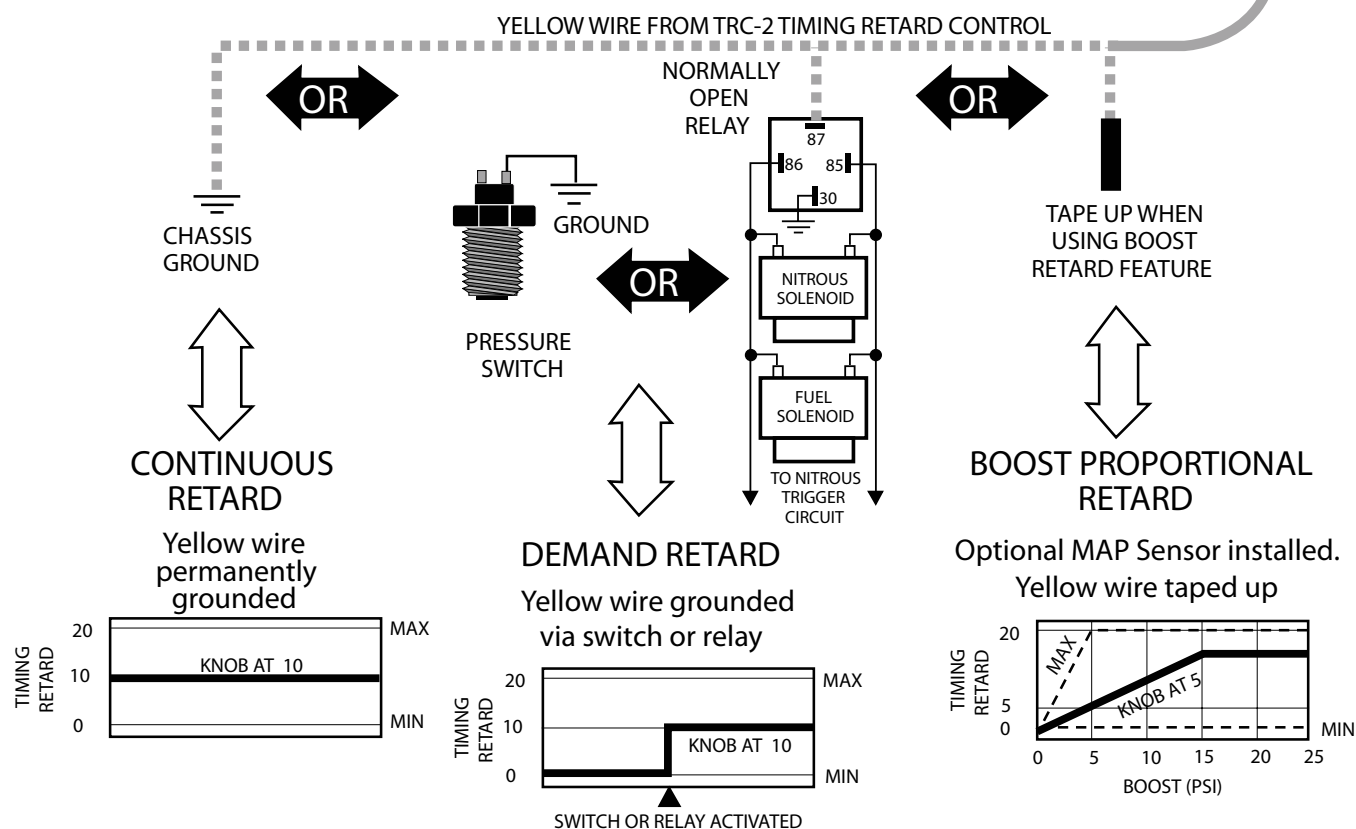 YELLOW WIRE FROM TRC-2 TIMING RETARD CONTROL
OR
NORMALLY
OPEN
RELAY
87
86
85
30
OR
CHASSIS
GROUND
GROUND
OR
PRESSURE
SWITCH
NITROUS
SOLENOID
FUEL
SOLENOID
TO NITROUS
TRIGGER
CIRCUIT
TAPE UP WHEN
USING BOOST
RETARD FEATURE
CONTINUOUS
RETARD
Yellow wire
permanently
grounded
TIMING
RETARD
20
10
0
KNOB AT 10
MAX
MIN
DEMAND RETARD
Yellow wire grounded
via switch or relay
TIMING
RETARD
20
10
0
KNOB AT 10
MAX
MIN
SWITCH OR RELAY ACTIVATED
BOOST PROPORTIONAL
RETARD
Optional MAP Sensor installed.
Yellow wire taped up
TIMING
RETARD
20
5
0
MAX
KNOB AT 5
MIN
0 5 10 15 20 25
BOOST (PSI)